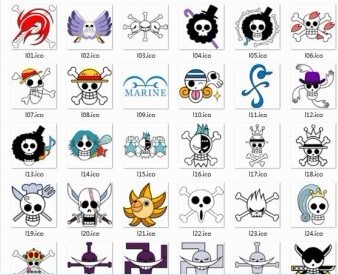 l01.ico l02.ico l03.ico l04.ico l05.ico l06.ico
MARINE
l07.ico l08.ico l09.ico l10.ico l11.ico l12.ico
l13.ico l14.ico l15.ico l16.ico l17.ico l18.ico
l19.ico l20.ico l21.ico l22.ico l23.ico l24.ico